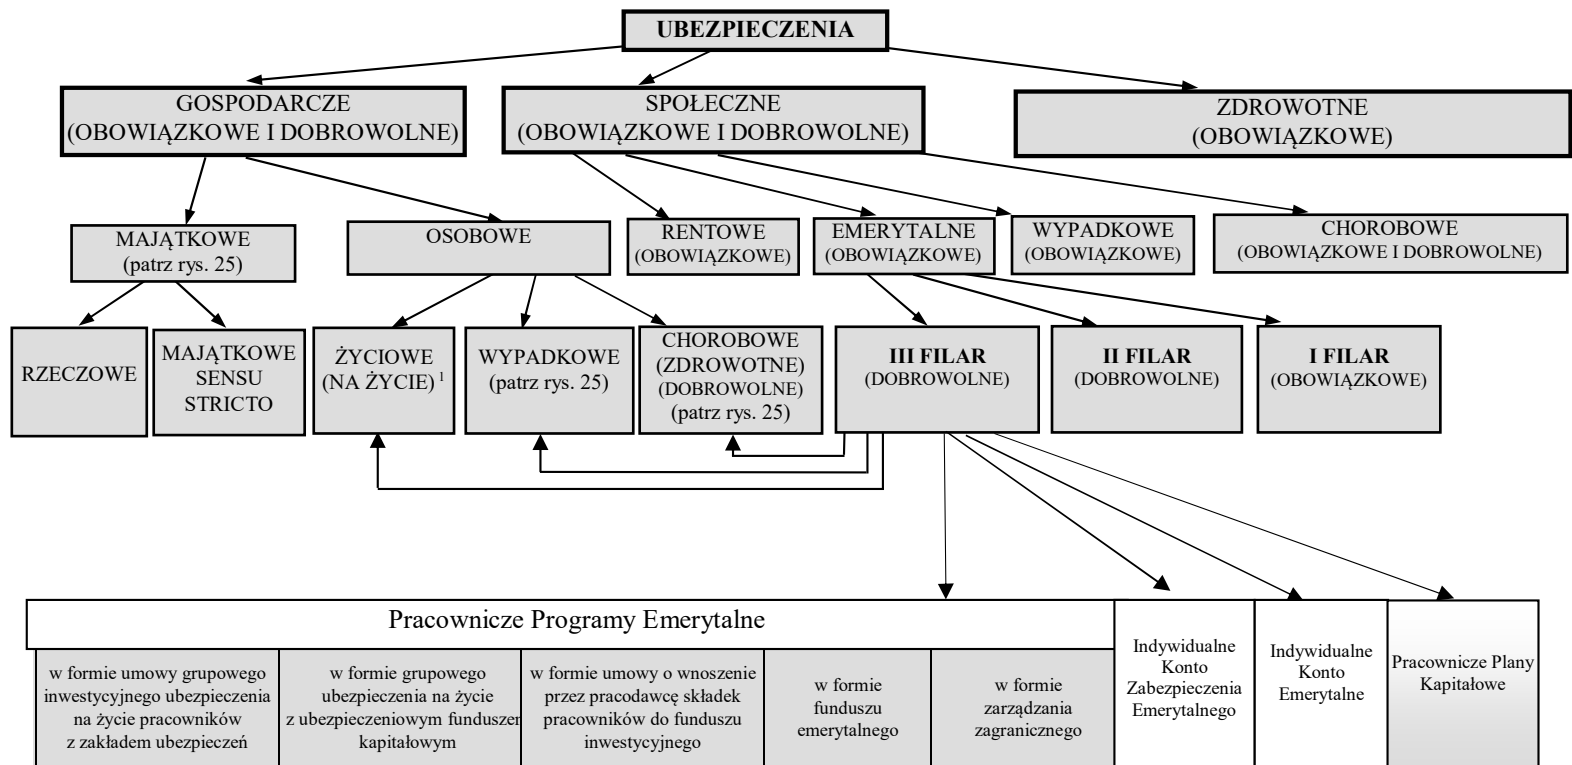 UBEZPIECZENIA
GOSPODARCZE
(OBOWIĄZKOWE I DOBROWOLNE)
SPOŁECZNE
(OBOWIĄZKOWE I DOBROWOLNE)
ZDROWOTNE
(OBOWIĄZKOWE)
MAJĄTKOWE
(patrz rys. 25)
OSOBOWE
RENTOWE
(OBOWIĄZKOWE)
EMERYTALNE
(OBOWIĄZKOWE)
WYPADKOWE
(OBOWIĄZKOWE)
CHOROBOWE
(OBOWIĄZKOWE I DOBROWOLNE)
RZECZOWE
MAJĄTKOWE
SENSU
STRICTO
ŻYCIOWE
(NA ŻYCIE) ¹
WYPADKOWE
(patrz rys. 25)
CHOROBOWE
(ZDROWOTNE)
(DOBROWOLNE)
(patrz rys. 25)
III FILAR
(DOBROWOLNE)
II FILAR
(DOBROWOLNE)
I FILAR
(OBOWIĄZKOWE)
Pracownicze Programy Emerytalne
w formie umowy grupowego
inwestycyjnego ubezpieczenia
na życie pracowników
z zakładem ubezpieczeń
w formie grupowego
ubezpieczenia na życie
z ubezpieczeniowym funduszem
kapitałowym
w formie umowy o wnoszenie
przez pracodawcę składek
pracowników do funduszu
inwestycyjnego
w formie
funduszu
emerytalnego
w formie
zarządzania
zagranicznego
Indywidualne
Konto
Zabezpieczenia
Emerytalnego
Indywidualne
Konto
Emerytalne
Pracownicze Plany
Kapitałowe